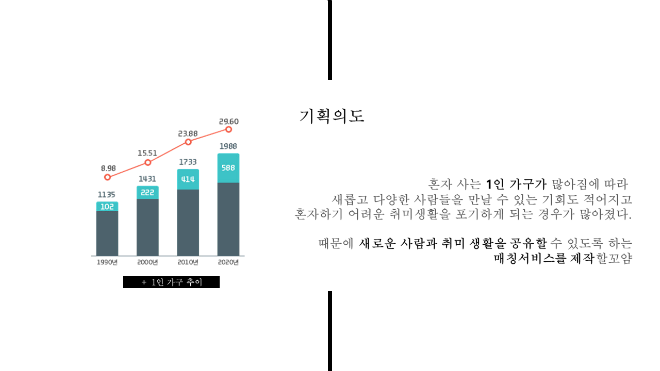 기획의도
29.60
23.88
15.51
8.98
1988
1733
1431
1135
588
414
222
102
1990년 2000년 2010년 2020년
+ 1인 가구 추이
혼자 사는 1인 가구가 많아짐에 따라
새롭고 다양한 사람들을 만날 수 있는 기회도 적어지고
혼자하기 어려운 취미생활을 포기하게 되는 경우가 많아졌다.
때문에 새로운 사람과 취미 생활을 공유할 수 있도록 하는
매칭서비스를 제작할꼬얌